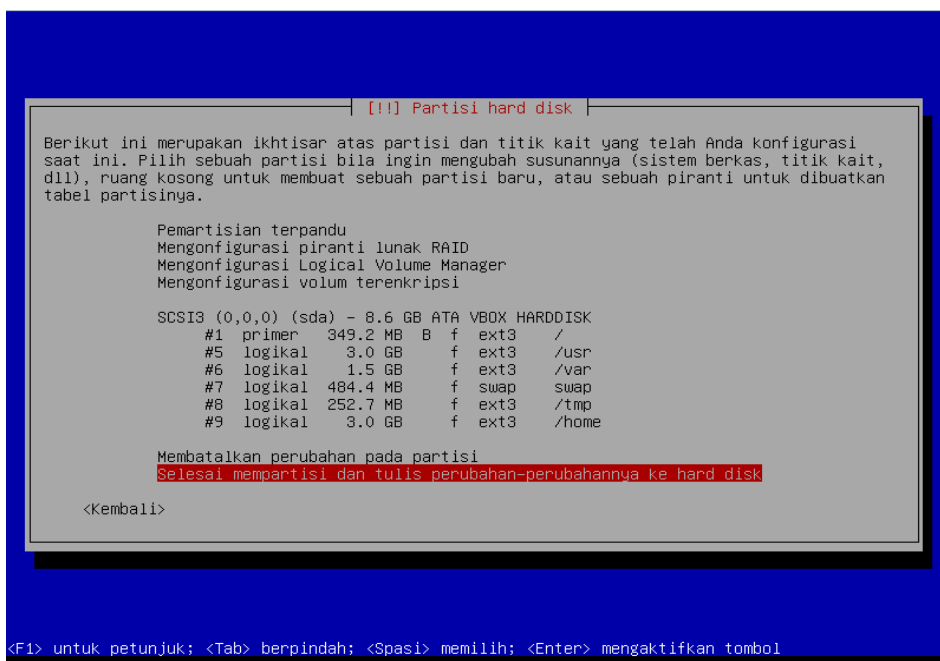 [!!] Partisi hard disk
Berikut ini merupakan ikhtisar atas partisi dan titik kait yang telah Anda konfigurasi
saat ini. Pilih sebuah partisi bila ingin mengubah susunannya (sistem berkas, titik kait,
dll), ruang kosong untuk membuat sebuah partisi baru, atau sebuah piranti untuk dibuatkan
tabel partisinya.
Pemartisian terpandu
Mengonfigurasi piranti lunak RAID
Mengonfigurasi Logical Volume Manager
Mengonfigurasi volum terenkripsi
SCSI3 (0,0,0) (sda) - 8.6 GB ATA VBOX HARDDISK
#1 primer 349.2 MB B f ext3 /
#5 logikal 3.0 GB f ext3 /usr
#6 logikal 1.5 GB f ext3 /var
#7 logikal 484.4 MB f swap swap
#8 logikal 252.7 MB f ext3 /tmp
#9 logikal 3.0 GB f ext3 /home
Membatalkan perubahan pada partisi
Selesai mempartisi dan tulis perubahan-perubahannya ke hard disk
<Kembali>
<F1> untuk petunjuk; <Tab> berpindah; <Spasi> memilih; <Enter> mengaktifkan tombol